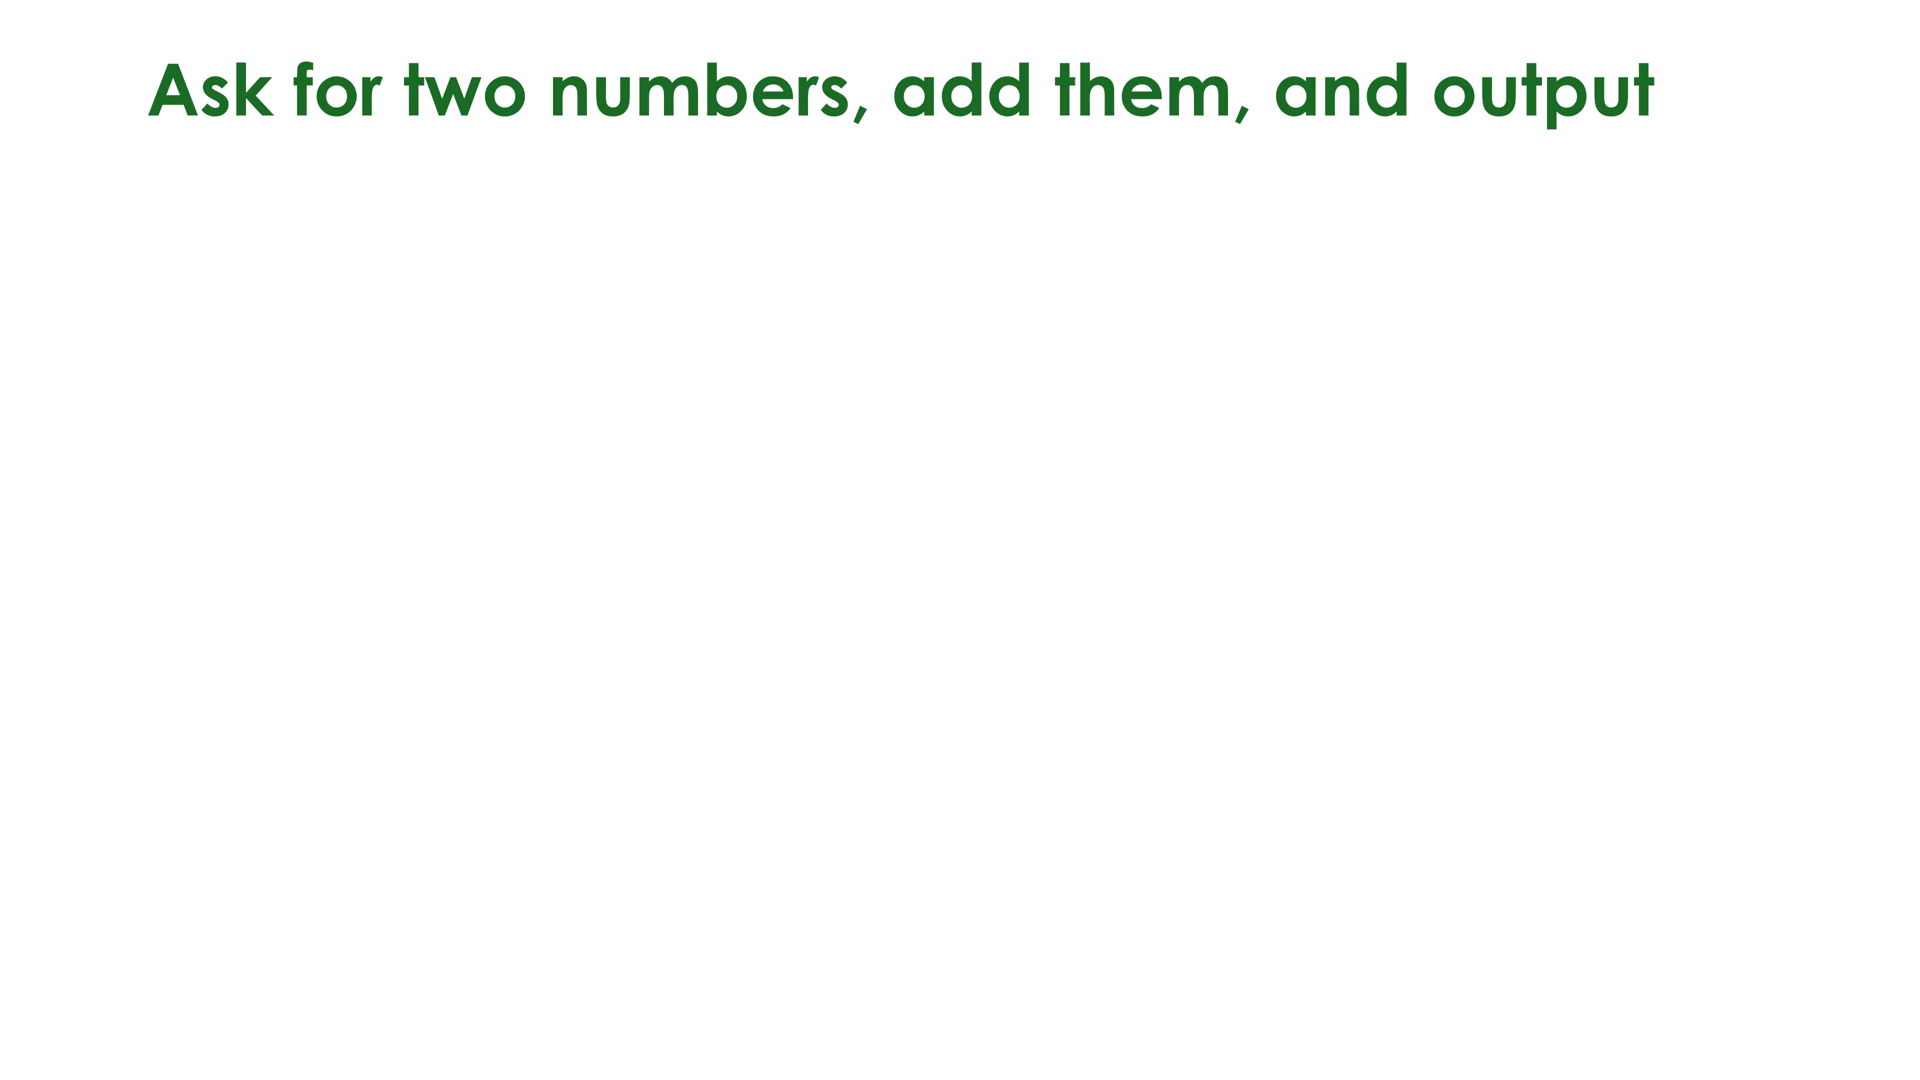 Ask for two numbers, add them, and output